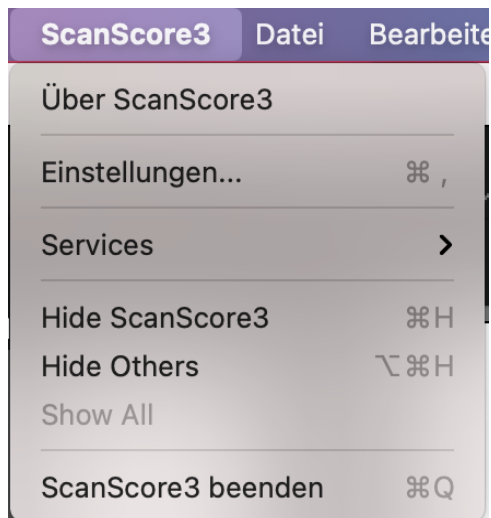 ScanScore3 Datei Bearbeite
Über ScanScore3
Einstellungen... ⌘ ,
Services
Hide ScanScore3 ⌘H
Hide Others ⌥⌘H
Show All
ScanScore3 beenden ⌘Q